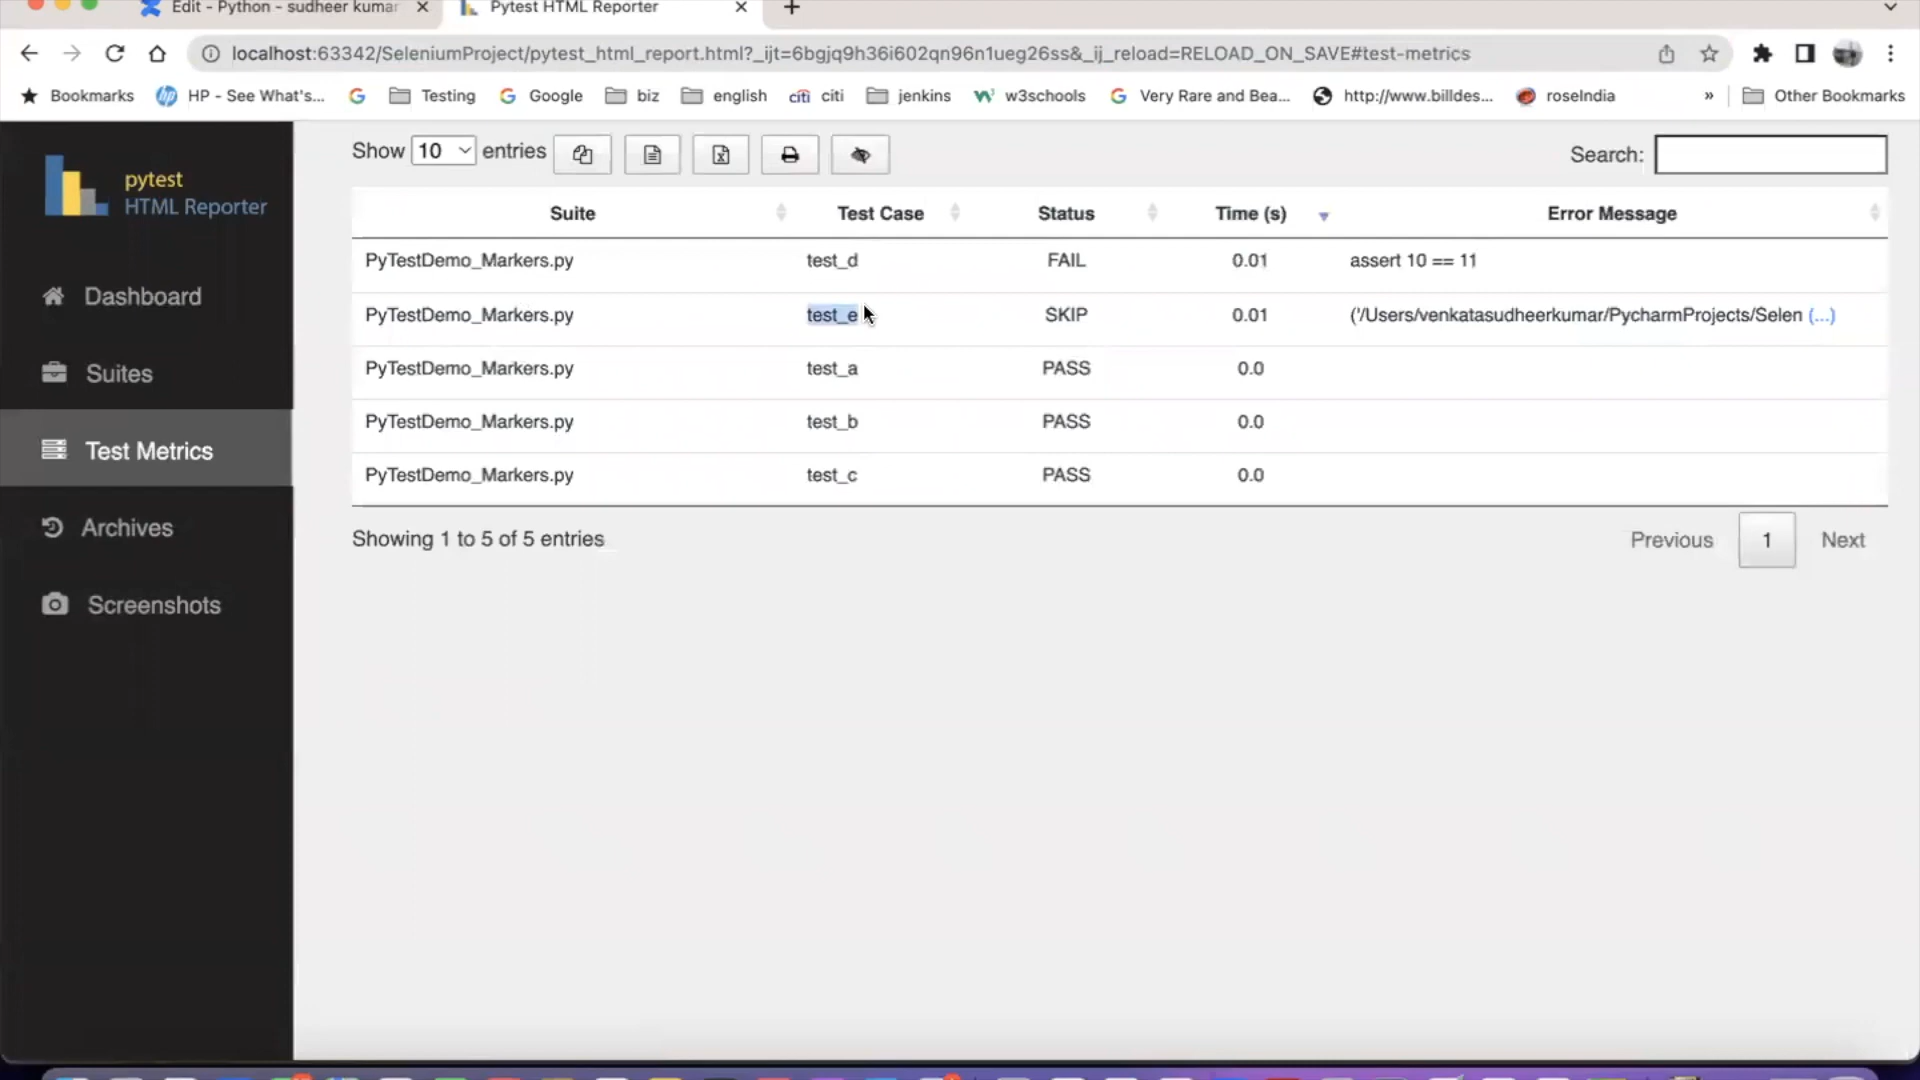 Edit - Python - sudheer kumar
Pytest HTML Reporter
localhost:63342/SeleniumProject/pytest_html_report.html?_ijt=6bgjq9h36i602qn96n1ueg26ss&_ij_reload=RELOAD_ON_SAVE#test-metrics
Bookmarks HP - See What's... Testing Google biz english citi citi jenkins w3schools Very Rare and Bea... http://www.billdes... roseIndia » Other Bookmarks
pytest
HTML Reporter
Dashboard
Suites
Test Metrics
Archives
Screenshots
Show 10 entries
Search:
Suite Test Case Status Time (s) Error Message
PyTestDemo_Markers.py test_d FAIL 0.01 assert 10 == 11
PyTestDemo_Markers.py test_e SKIP 0.01 ('/Users/venkatasudheerkumar/PycharmProjects/Selen (...)
PyTestDemo_Markers.py test_a PASS 0.0
PyTestDemo_Markers.py test_b PASS 0.0
PyTestDemo_Markers.py test_c PASS 0.0
Showing 1 to 5 of 5 entries
Previous 1 Next